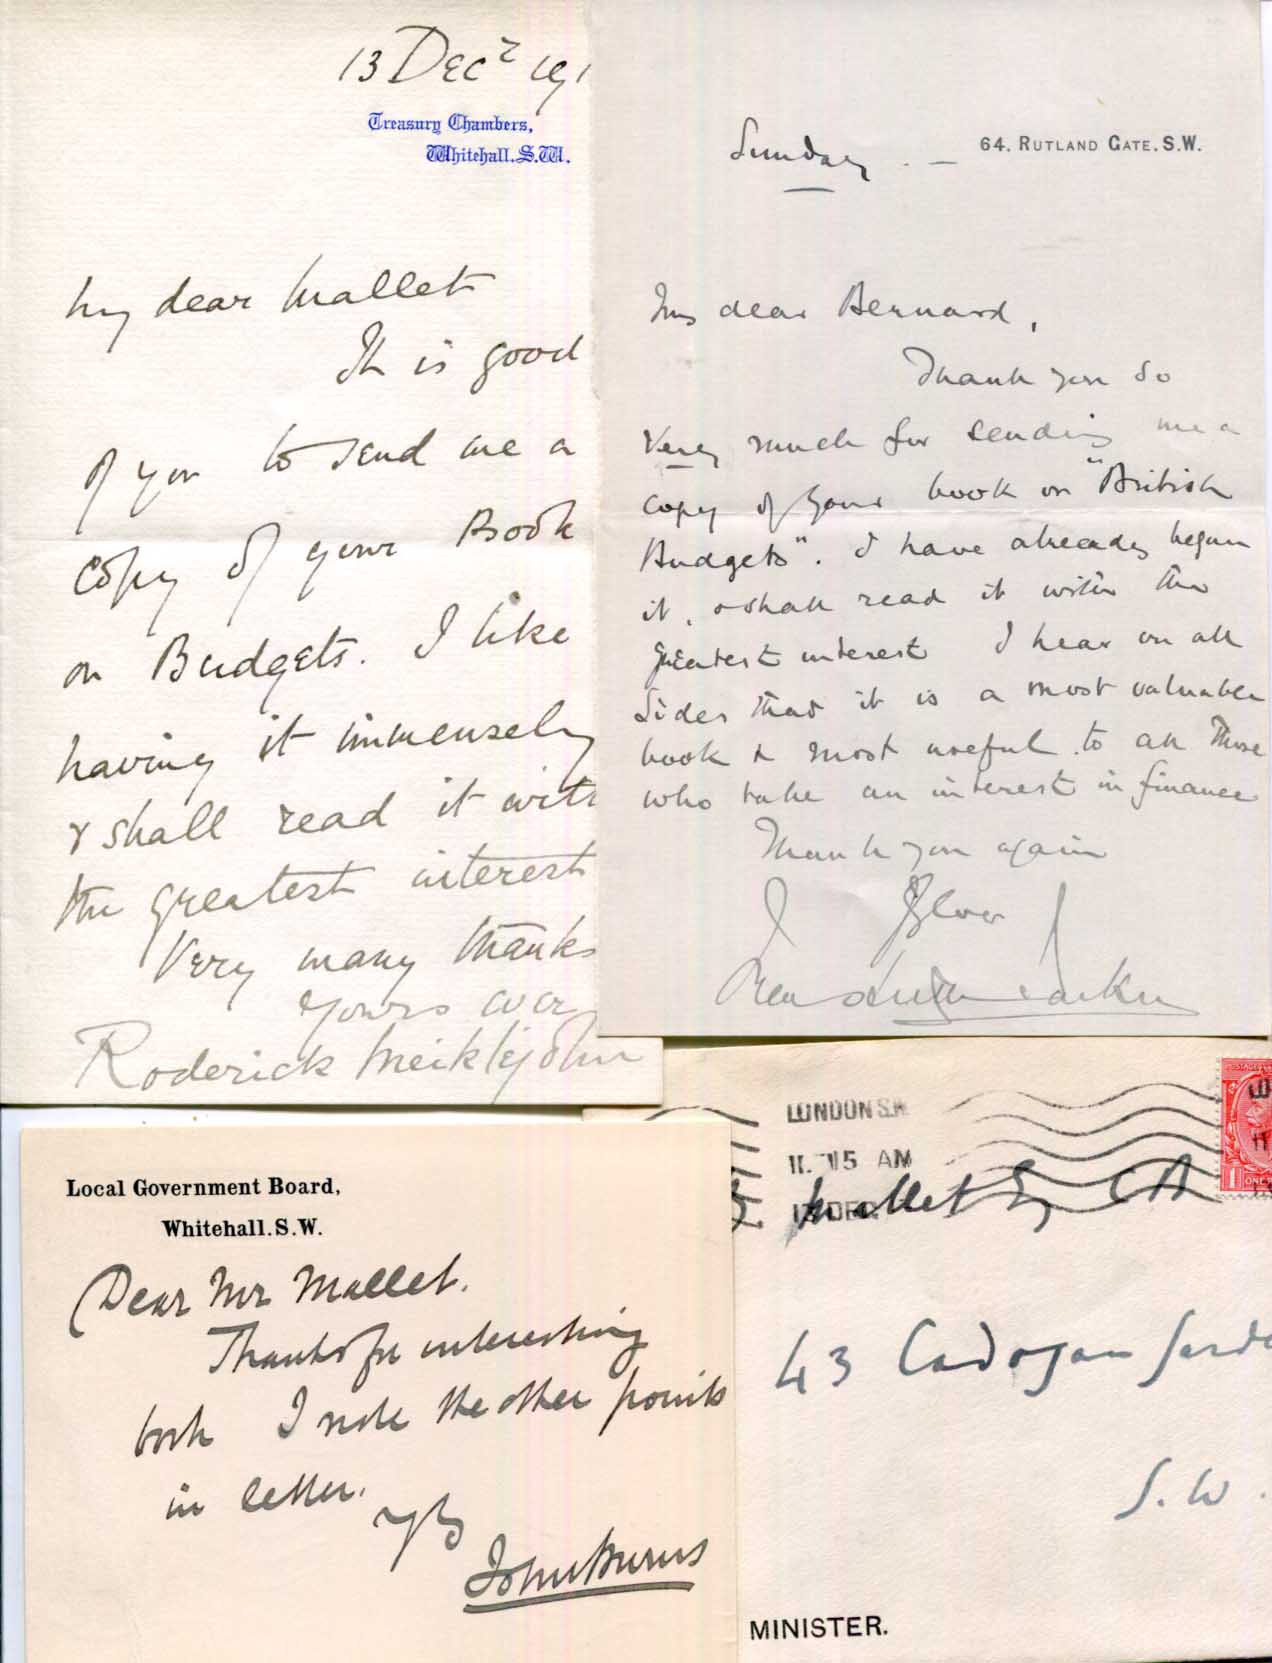 13 Decr 191
Treasury Chambers,
Whitehall. S.W.
My dear Mallet
It is good
of you to send me a
copy of your Book
on Budgets. I like
having it immensely
& shall read it with
the greatest interest
Very many thanks
Yours ever
Roderick Meiklejohn
Sunday. —
64, RUTLAND GATE. S.W.
My dear Bernard,
Thank you so
very much for sending me a
copy of your book on "British
Budgets". I have already begun
it, & shall read it with the
greatest interest I hear on all
sides that it is a most valuable
book & most useful to all those
who take an interest in finance
Thank you again
Local Government Board,
Whitehall. S.W.
Dear Mr Mallet.
Thanks for interesting
book I note the other points
in letter.
John Burns
LONDON S.W.
11.15 AM
13 DEC
Mallet Esq CB
43 Cadogan Garde
S.W.
MINISTER.